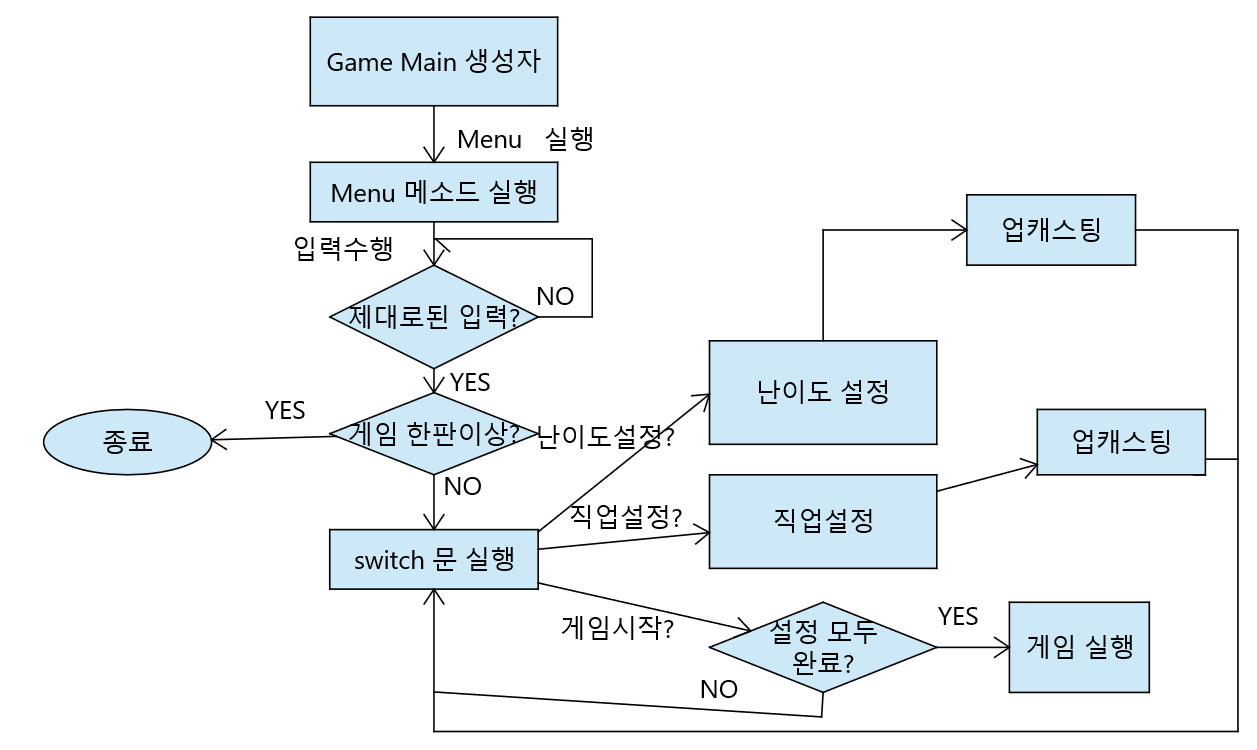 Game Main 생성자
Menu 실행
Menu 메소드 실행
입력수행
제대로된 입력?
NO
YES
게임 한판이상?
YES
종료
NO
switch 문 실행
난이도설정?
난이도 설정
업캐스팅
직업설정?
직업설정
업캐스팅
게임시작?
설정 모두
완료?
YES
게임 실행
NO